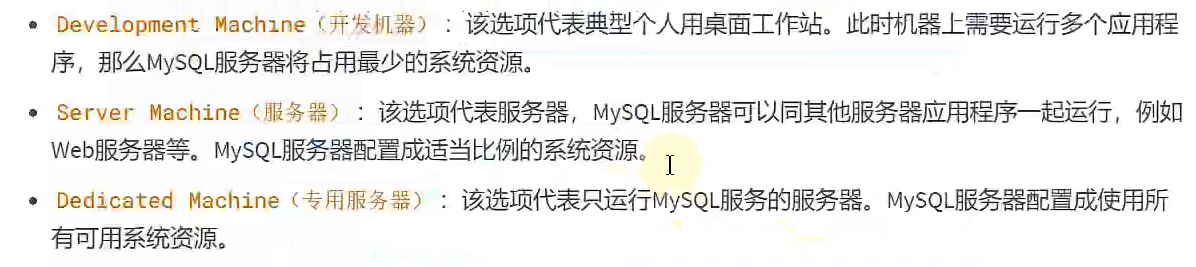 • Development Machine（开发机器）：该选项代表典型个人用桌面工作站。此时机器上需要运行多个应用程
序，那么MySQL服务器将占用最少的系统资源。
• Server Machine（服务器）：该选项代表服务器，MySQL服务器可以同其他服务器应用程序一起运行，例如
Web服务器等。MySQL服务器配置成适当比例的系统资源。
• Dedicated Machine（专用服务器）：该选项代表只运行MySQL服务的服务器。MySQL服务器配置成使用所
有可用系统资源。